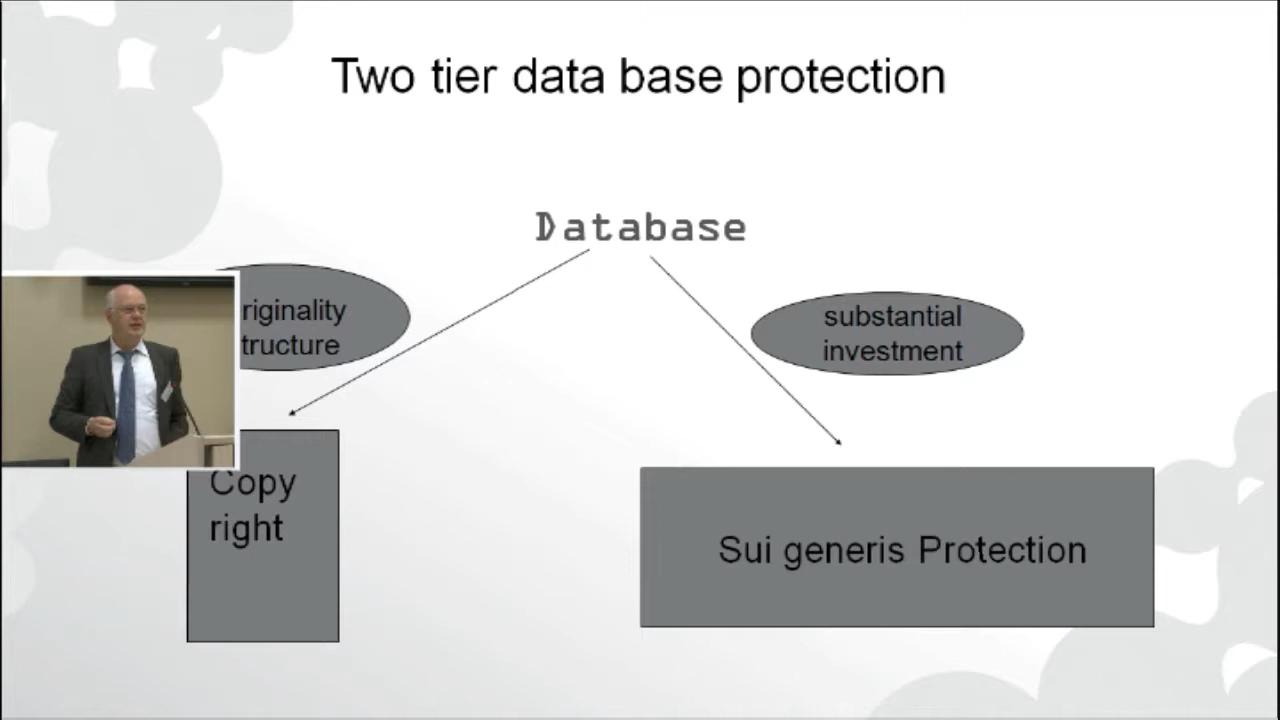 Two tier data base protection
Database
riginality
tructure
substantial
investment
Copy
right
Sui generis Protection